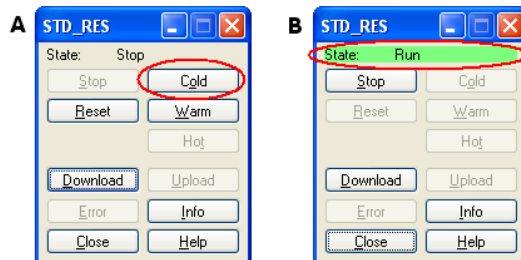 A STD_RES
State: Stop
Stop Cold
Reset Warm
Hot
Download Upload
Error Info
Close Help
B STD_RES
State: Run
Stop Cold
Reset Warm
Hot
Download Upload
Error Info
Close Help